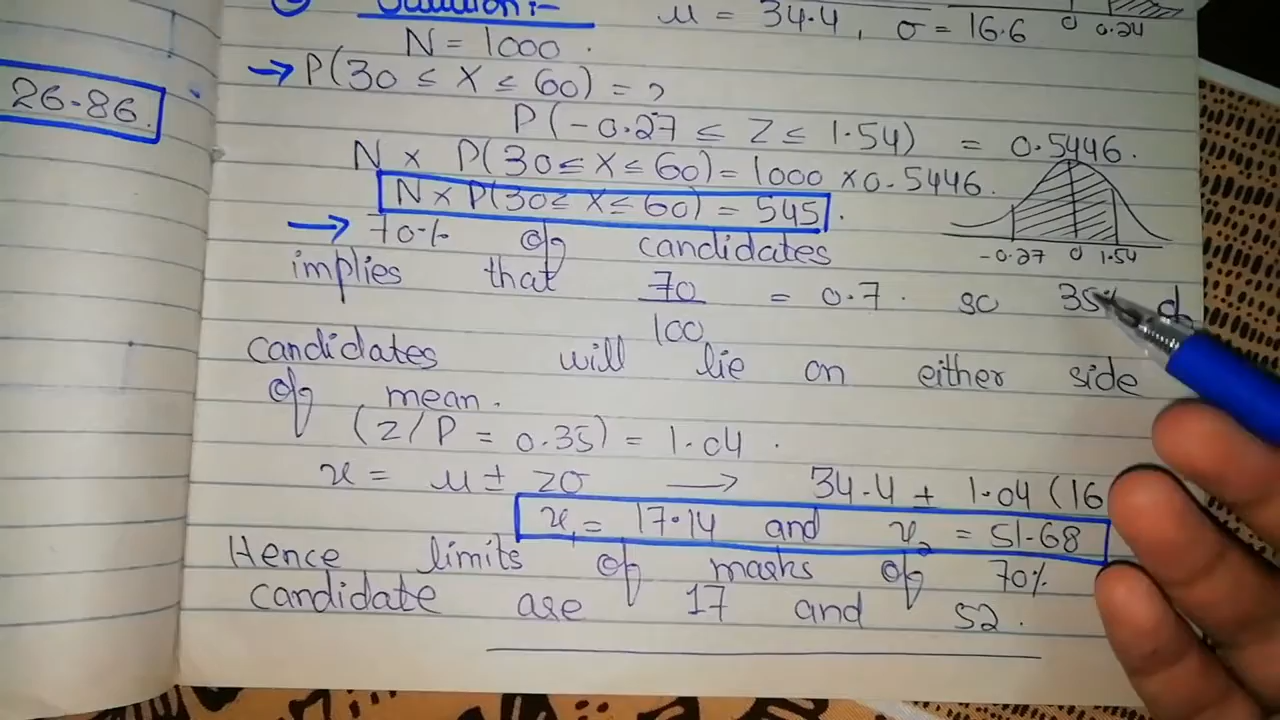 Solution:-
μ = 34.4, σ = 16.6
0 0.24
N = 1000.
26.86.
→ P(30 ≤ X ≤ 60) = ?
P(-0.27 ≤ Z ≤ 1.54) = 0.5446.
N × P(30 ≤ X ≤ 60) = 1000 × 0.5446.
N × P(30 ≤ X ≤ 60) = 545.
-0.27 0 1.54
→ 70% of candidates
implies that 70/100 = 0.7. so 35% of
candidates will lie on either side
of mean.
(Z/P = 0.35) = 1.04.
x = μ ± zσ → 34.4 ± 1.04 (16
x₁ = 17.14 and x₂ = 51.68
Hence limits of marks of 70%
candidate are 17 and 52.